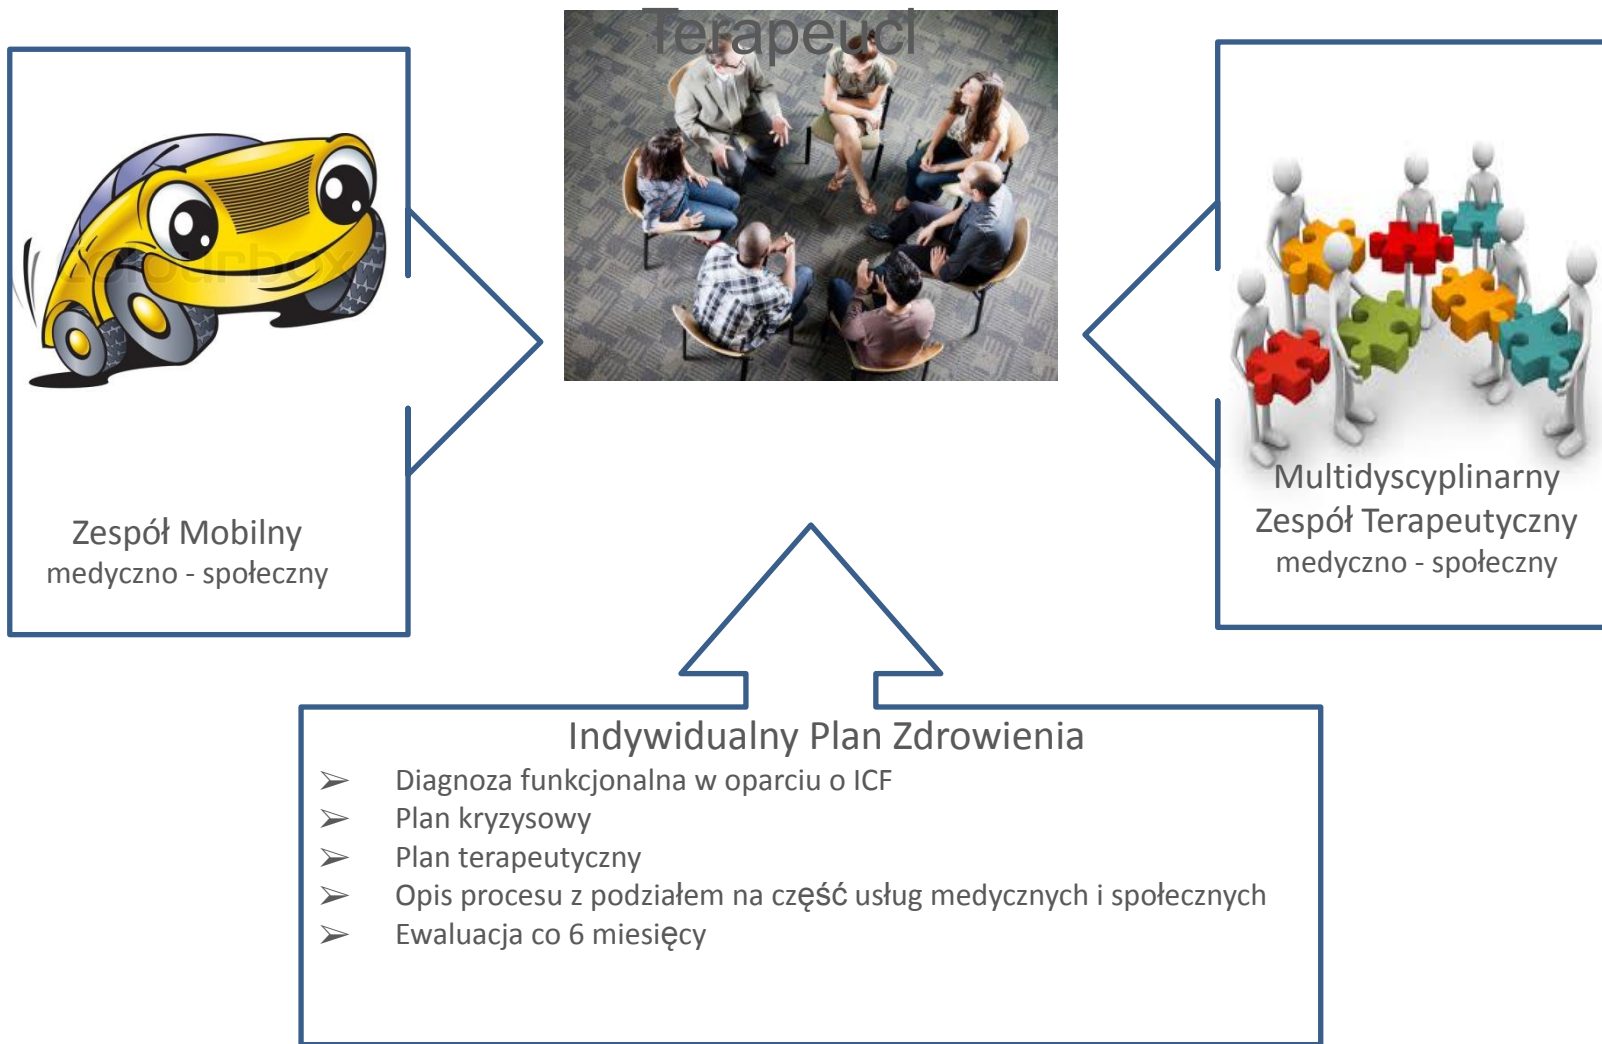 Terapeuci
Zespół Mobilny
medyczno - społeczny
Multidyscyplinarny
Zespół Terapeutyczny
medyczno - społeczny
Indywidualny Plan Zdrowienia
➢ Diagnoza funkcjonalna w oparciu o ICF
➢ Plan kryzysowy
➢ Plan terapeutyczny
➢ Opis procesu z podziałem na część usług medycznych i społecznych
➢ Ewaluacja co 6 miesięcy